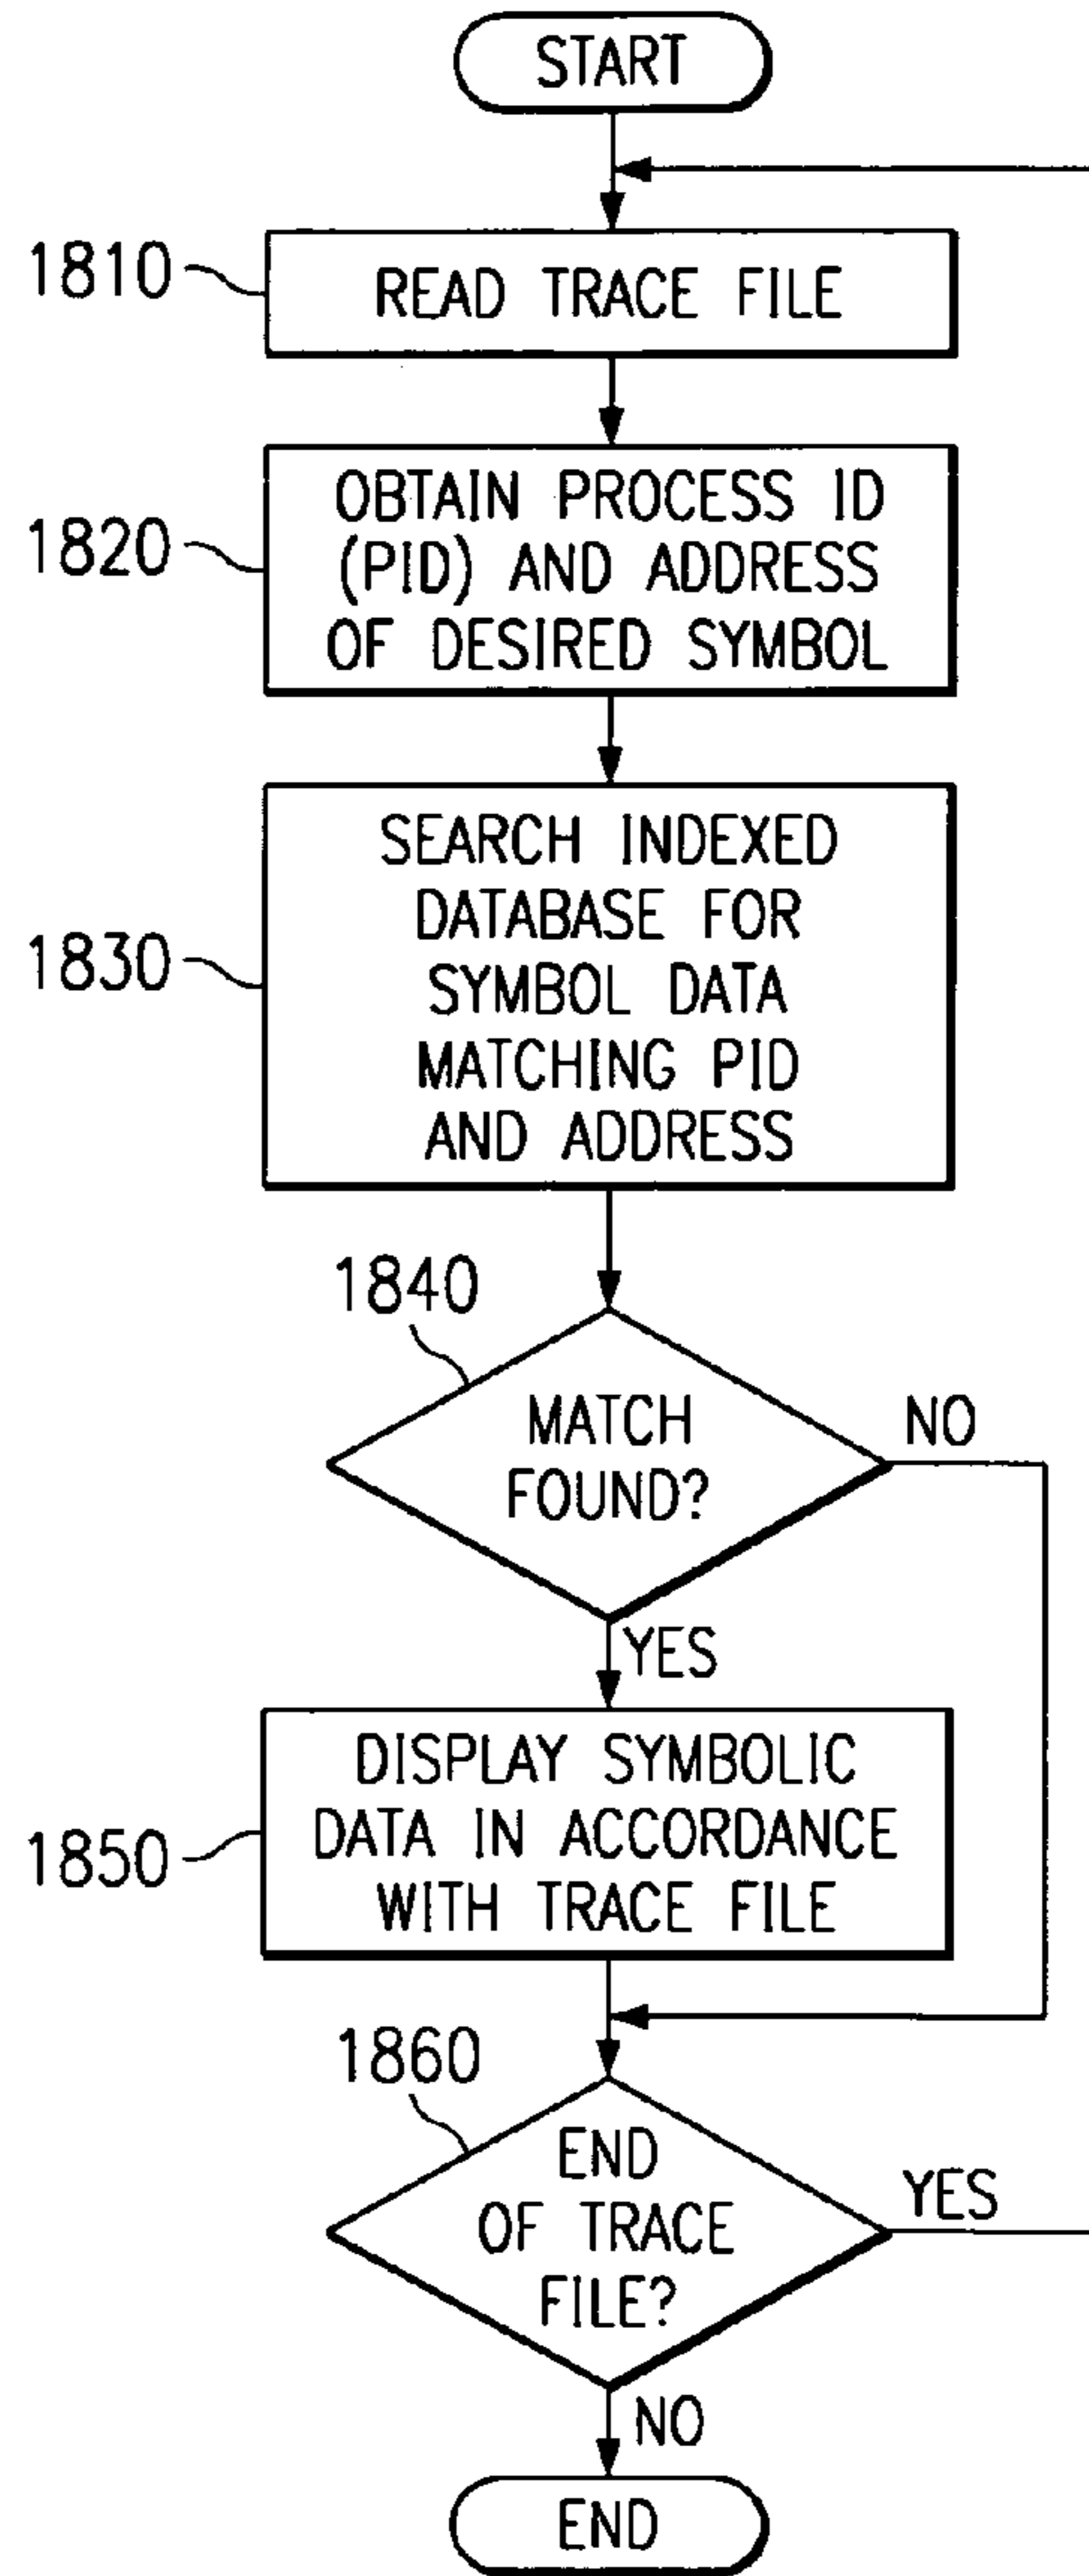 START
1810
READ TRACE FILE
1820
OBTAIN PROCESS ID
(PID) AND ADDRESS
OF DESIRED SYMBOL
1830
SEARCH INDEXED
DATABASE FOR
SYMBOL DATA
MATCHING PID
AND ADDRESS
1840
MATCH
FOUND?
NO
YES
1850
DISPLAY SYMBOLIC
DATA IN ACCORDANCE
WITH TRACE FILE
1860
END
OF TRACE
FILE?
YES
NO
END